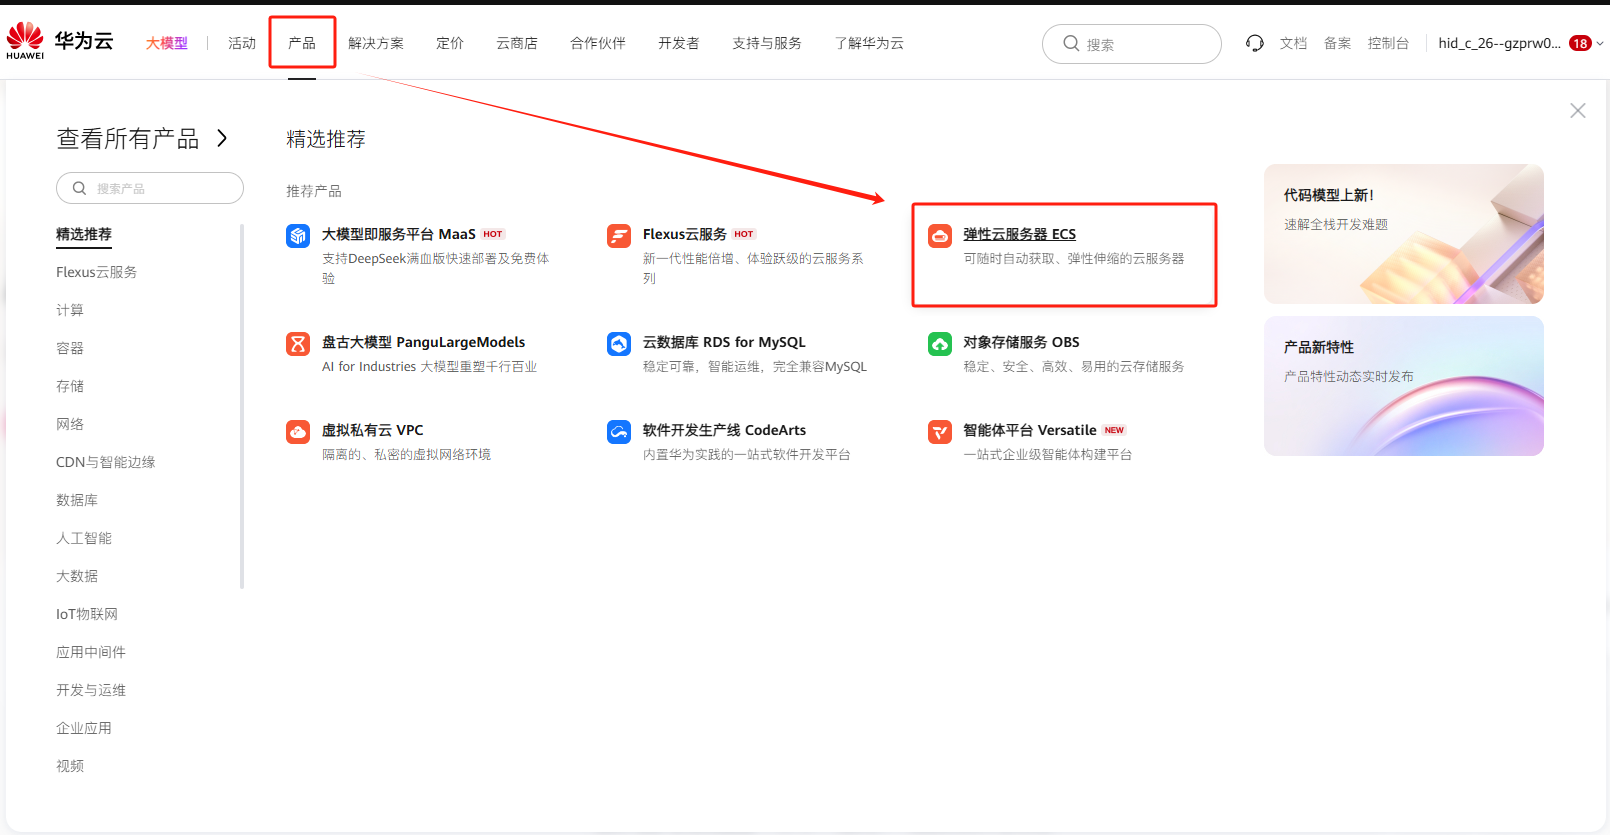 HUAWEI
华为云
大模型
活动
产品
解决方案
定价
云商店
合作伙伴
开发者
支持与服务
了解华为云
搜索
文档
备案
控制台
hid_c_26--gzprw0...
18
查看所有产品
搜索产品
精选推荐
Flexus云服务
计算
容器
存储
网络
CDN与智能边缘
数据库
人工智能
大数据
IoT物联网
应用中间件
开发与运维
企业应用
视频
精选推荐
推荐产品
大模型即服务平台 MaaS HOT
支持DeepSeek满血版快速部署及免费体
验
Flexus云服务 HOT
新一代性能倍增、体验跃级的云服务系
列
弹性云服务器 ECS
可随时自动获取、弹性伸缩的云服务器
盘古大模型 PanguLargeModels
AI for Industries 大模型重塑千行百业
云数据库 RDS for MySQL
稳定可靠，智能运维，完全兼容MySQL
对象存储服务 OBS
稳定、安全、高效、易用的云存储服务
虚拟私有云 VPC
隔离的、私密的虚拟网络环境
软件开发生产线 CodeArts
内置华为实践的一站式软件开发平台
智能体平台 Versatile NEW
一站式企业级智能体构建平台
代码模型上新！
速解全栈开发难题
产品新特性
产品特性动态实时发布